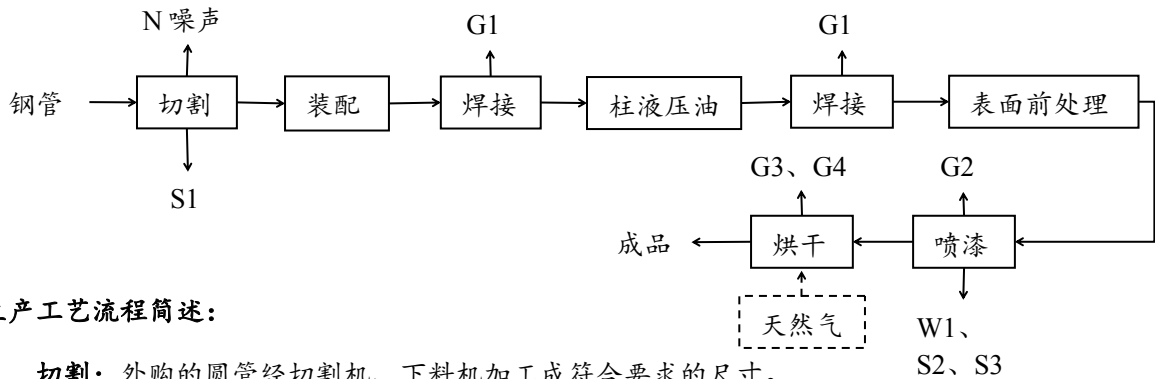 N 噪声
G1
G1
钢管
切割
装配
焊接
柱液压油
焊接
表面前处理
S1
G3、G4
G2
成品
烘干
喷漆
天然气
W1、
S2、S3
产工艺流程简述：
切割：外购的圆管经切割机、下料机加工成符合要求的尺寸。